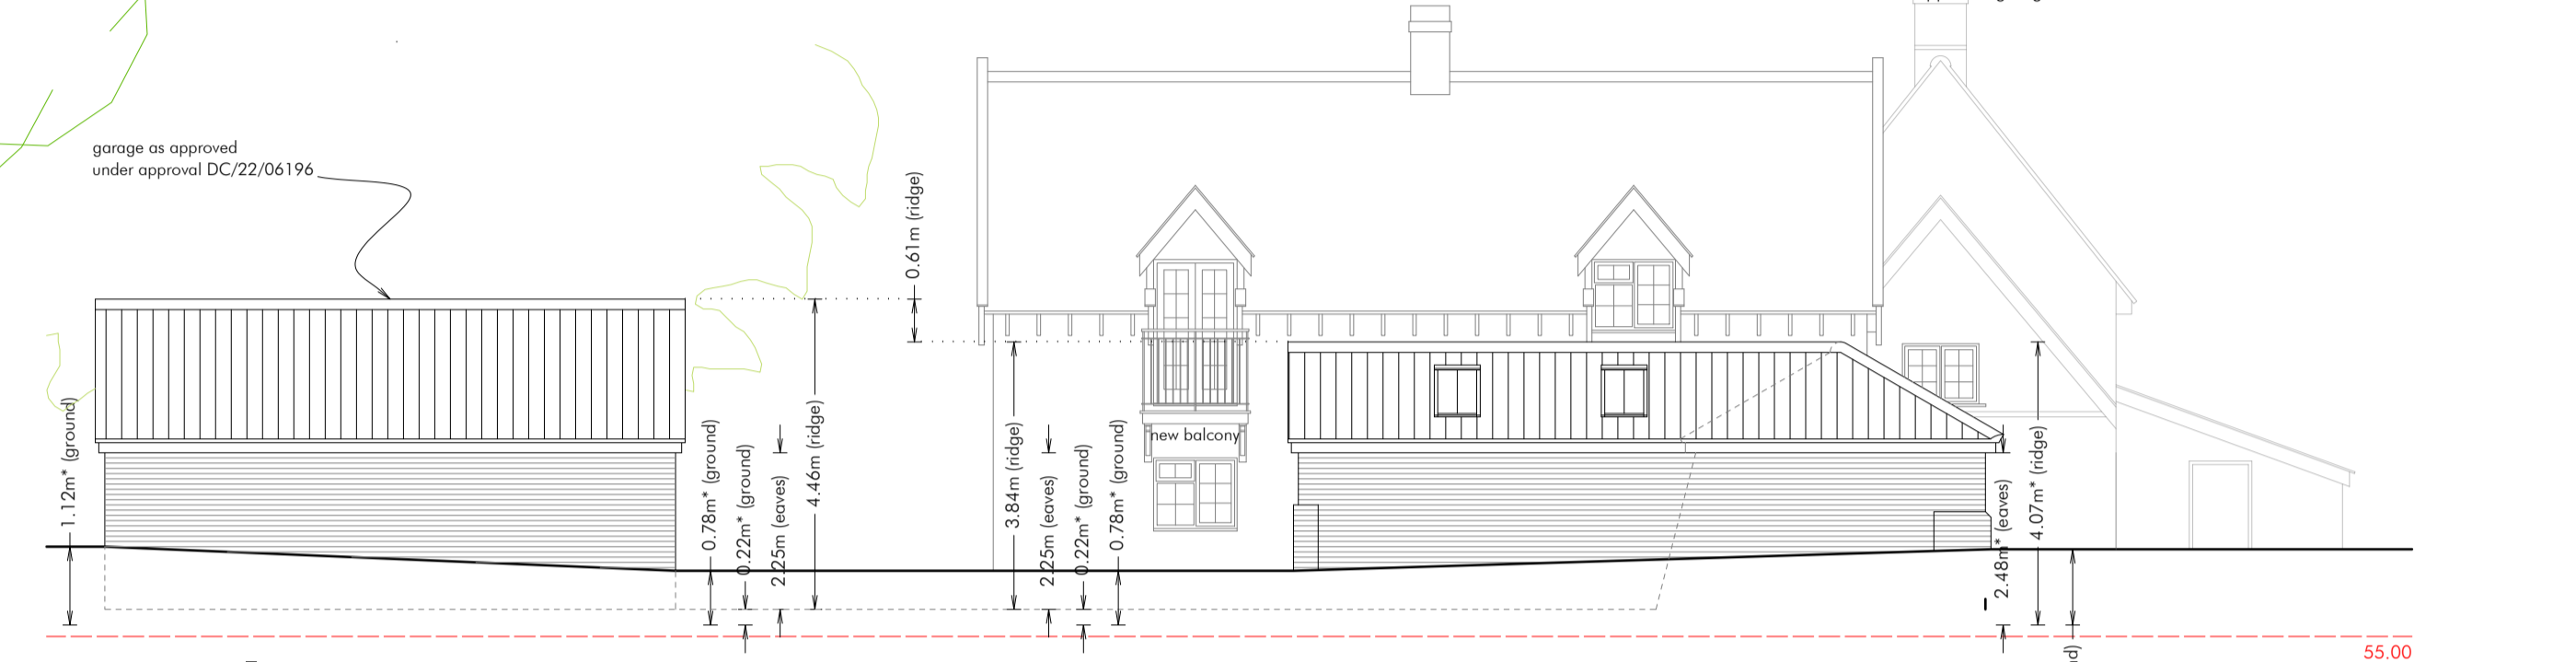 garage as approved
under approval DC/22/06196
1.12m* (ground)
0.78m* (ground)
0.22m* (ground)
2.25m (eaves)
4.46m (ridge)
0.61m (ridge)
3.84m (ridge)
2.25m (eaves)
0.22m* (ground)
0.78m* (ground)
new balcony
2.48m* (eaves)
4.07m* (ridge)
55.00